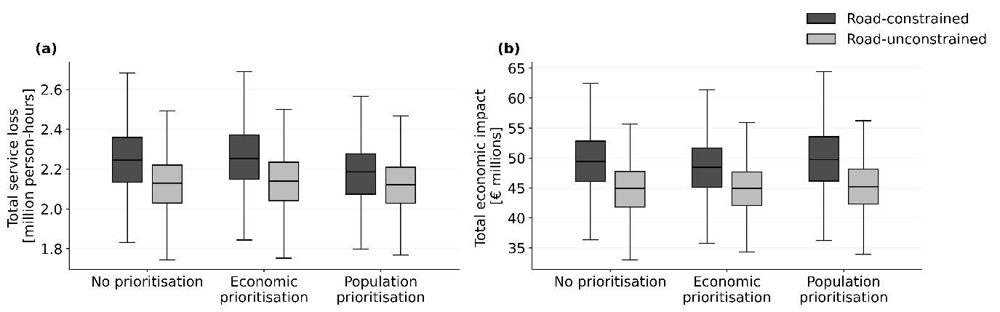 Road-constrained
Road-unconstrained
(a)
Total service loss
[million person-hours]
2.6
2.4
2.2
2.0
1.8
No prioritisation
Economic
prioritisation
Population
prioritisation
(b)
Total economic impact
[€ millions]
65
60
55
50
45
40
35
No prioritisation
Economic
prioritisation
Population
prioritisation